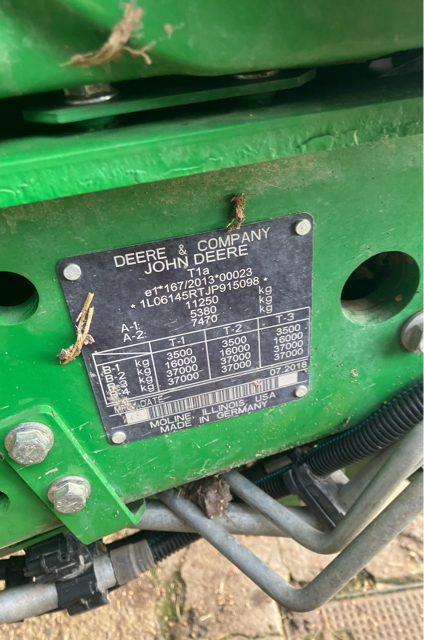 DEERE & COMPANY
JOHN DEERE
T1a
e1*167/2013*00023
* 1L06145RTJP915098 *
11250 kg
A-1: 5380 kg
A-2: 7470 kg
T-1 T-2 T-3
B-1 kg 3500 3500 3500
B-2 kg 16000 16000 16000
B-3 kg 37000 37000 37000
B-4 kg 37000 37000 37000
MFG. DATE 07.2018
MOLINE, ILLINOIS, USA
MADE IN GERMANY